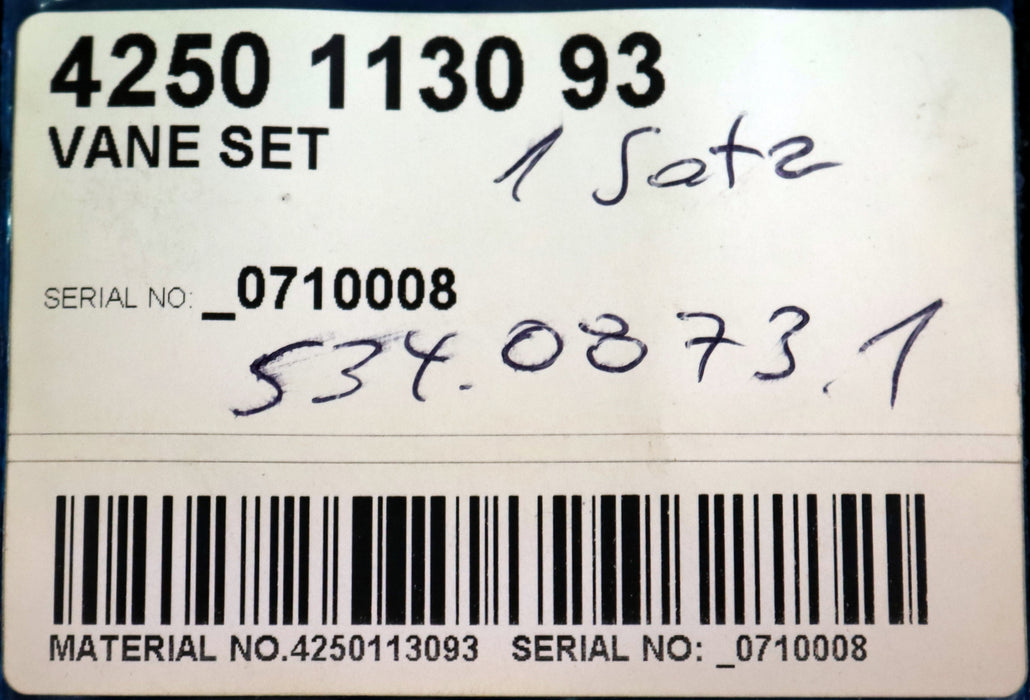 4250 1130 93
VANE SET
1 Satz
SERIAL NO: _0710008
534.0873.1
MATERIAL NO.4250113093 SERIAL NO: _0710008